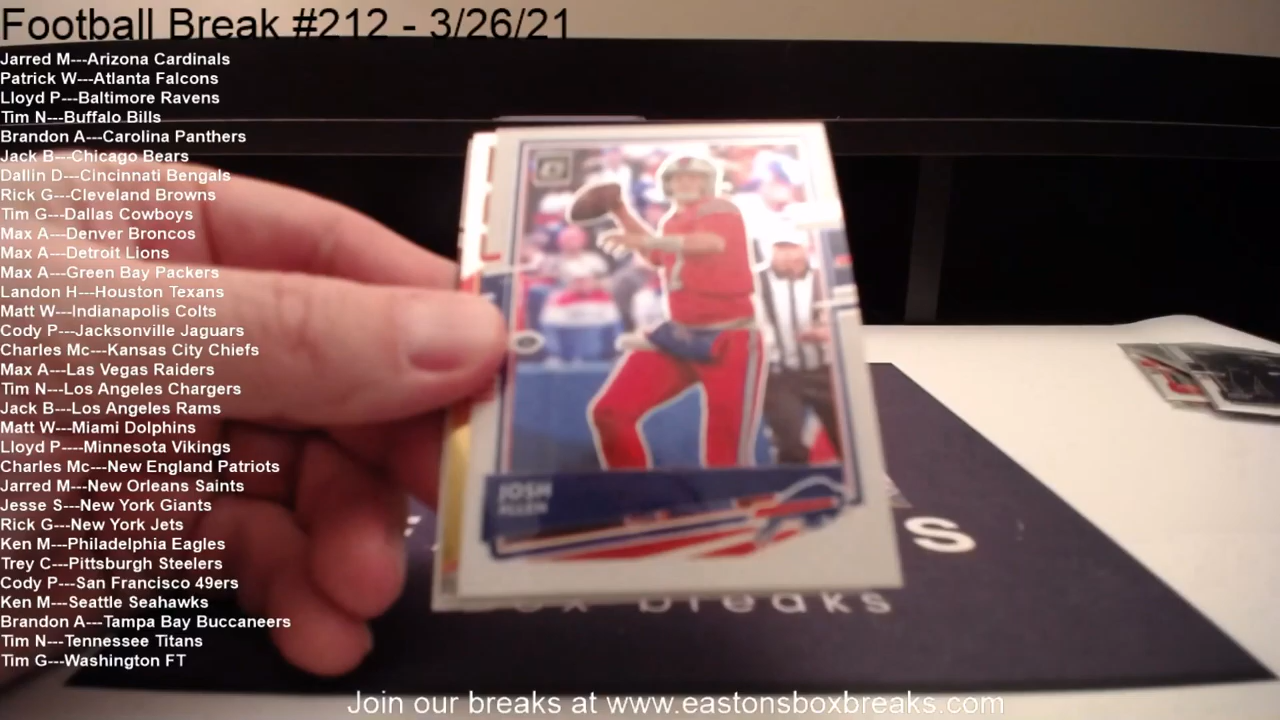 Football Break #212 - 3/26/21
Jarred M---Arizona Cardinals
Patrick W---Atlanta Falcons
Lloyd P---Baltimore Ravens
Tim N---Buffalo Bills
Brandon A---Carolina Panthers
Jack B---Chicago Bears
Dallin D---Cincinnati Bengals
Rick G---Cleveland Browns
Tim G---Dallas Cowboys
Max A---Denver Broncos
Max A---Detroit Lions
Max A---Green Bay Packers
Landon H---Houston Texans
Matt W---Indianapolis Colts
Cody P---Jacksonville Jaguars
Charles Mc---Kansas City Chiefs
Max A---Las Vegas Raiders
Tim N---Los Angeles Chargers
Jack B---Los Angeles Rams
Matt W---Miami Dolphins
Lloyd P----Minnesota Vikings
Charles Mc---New England Patriots
Jarred M---New Orleans Saints
Jesse S---New York Giants
Rick G---New York Jets
Ken M---Philadelphia Eagles
Trey C---Pittsburgh Steelers
Cody P---San Francisco 49ers
Ken M---Seattle Seahawks
Brandon A---Tampa Bay Buccaneers
Tim N---Tennessee Titans
Tim G---Washington FT
JOSH
ALLEN
breaks
Join our breaks at www.eastonsboxbreaks.com